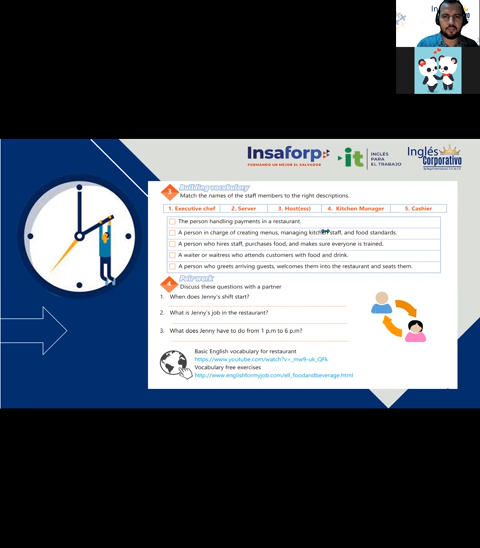 Insaforp
FORMANDO UN MEJOR EL SALVADOR
it
INGLÉS
PARA
EL TRABAJO
Inglés
Corporativo
3. Building vocabulary
Match the names of the staff members to the right descriptions.
1. Executive chef 2. Server 3. Host(ess) 4. Kitchen Manager 5. Cashier
The person handling payments in a restaurant.
A person in charge of creating menus, managing kitchen staff, and food standards.
A person who hires staff, purchases food, and makes sure everyone is trained.
A waiter or waitress who attends customers with food and drink.
A person who greets arriving guests, welcomes them into the restaurant and seats them.
4. Pair work
Discuss these questions with a partner
1. When does Jenny's shift start?
2. What is Jenny's job in the restaurant?
3. What does Jenny have to do from 1 p.m to 6 p.m?
Basic English vocabulary for restaurant
https://www.youtube.com/watch?v=_mw9-uk_QFk
Vocabulary free exercises
http://www.englishformyjob.com/ell_foodandbeverage.html